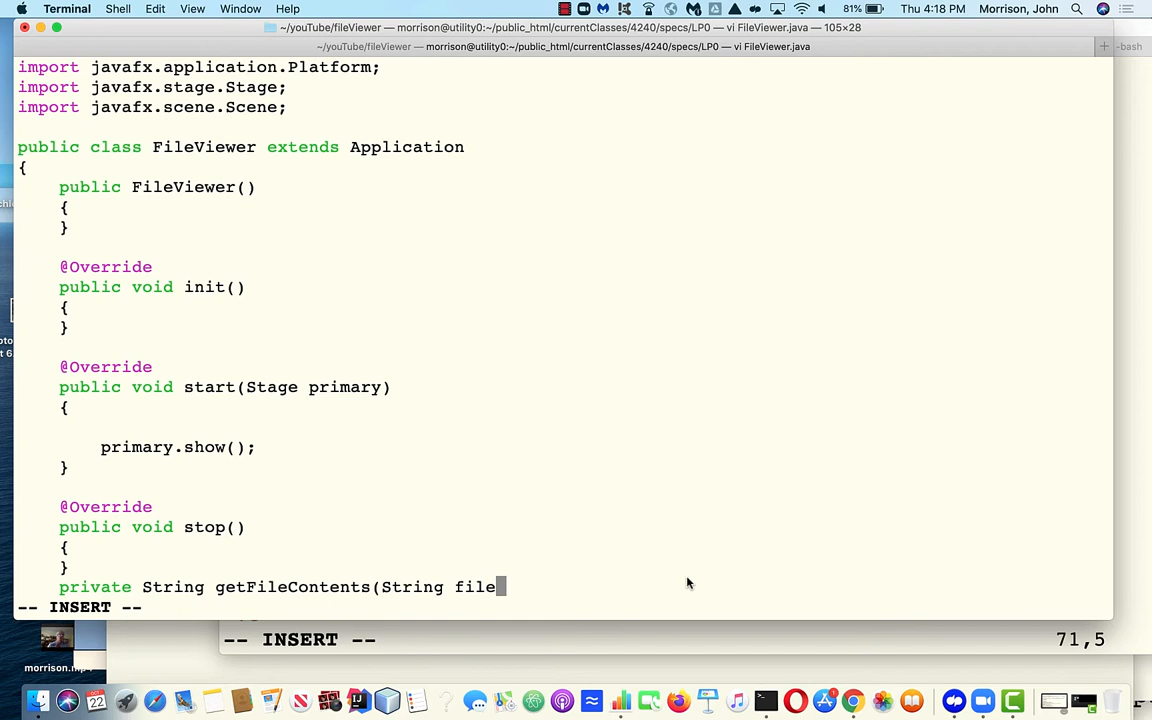 Terminal Shell Edit View Window Help 81% Thu 4:18 PM Morrison, John
~/youTube/fileViewer — morrison@utility0:~/public_html/currentClasses/4240/specs/LP0 — vi FileViewer.java — 105×28
~/youTube/fileViewer — morrison@utility0:~/public_html/currentClasses/4240/specs/LP0 — vi FileViewer.java + -bash
import javafx.application.Platform;
import javafx.stage.Stage;
import javafx.scene.Scene;
public class FileViewer extends Application
{
public FileViewer()
{
}
@Override
public void init()
{
}
@Override
public void start(Stage primary)
{
primary.show();
}
@Override
public void stop()
{
}
private String getFileContents(String file
-- INSERT --
-- INSERT -- 71,5